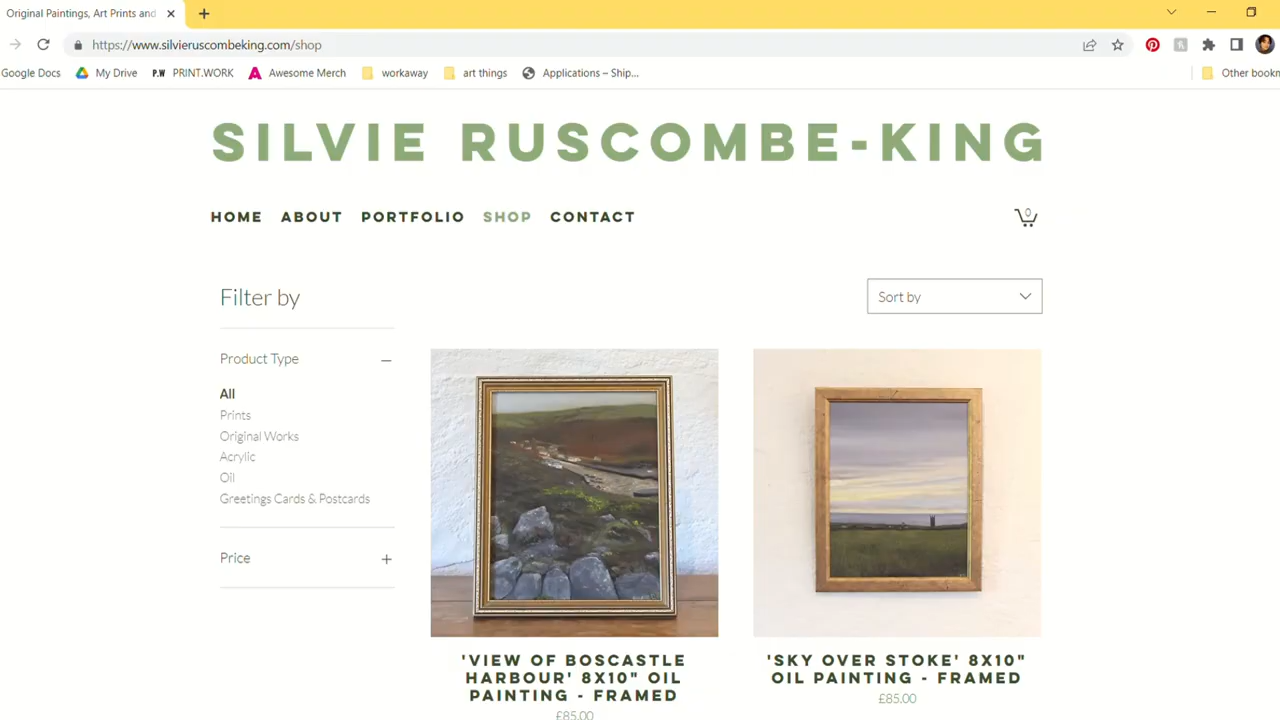 Original Paintings, Art Prints and
https://www.silvieruscombeking.com/shop
Google Docs My Drive P.W PRINT.WORK Awesome Merch workaway art things Applications – Ship... Other bookm
SILVIE RUSCOMBE-KING
HOME ABOUT PORTFOLIO SHOP CONTACT 0
Filter by
Sort by
Product Type
All
Prints
Original Works
Acrylic
Oil
Greetings Cards & Postcards
Price
'VIEW OF BOSCASTLE
HARBOUR' 8X10" OIL
PAINTING - FRAMED
£85.00
'SKY OVER STOKE' 8X10"
OIL PAINTING - FRAMED
£85.00